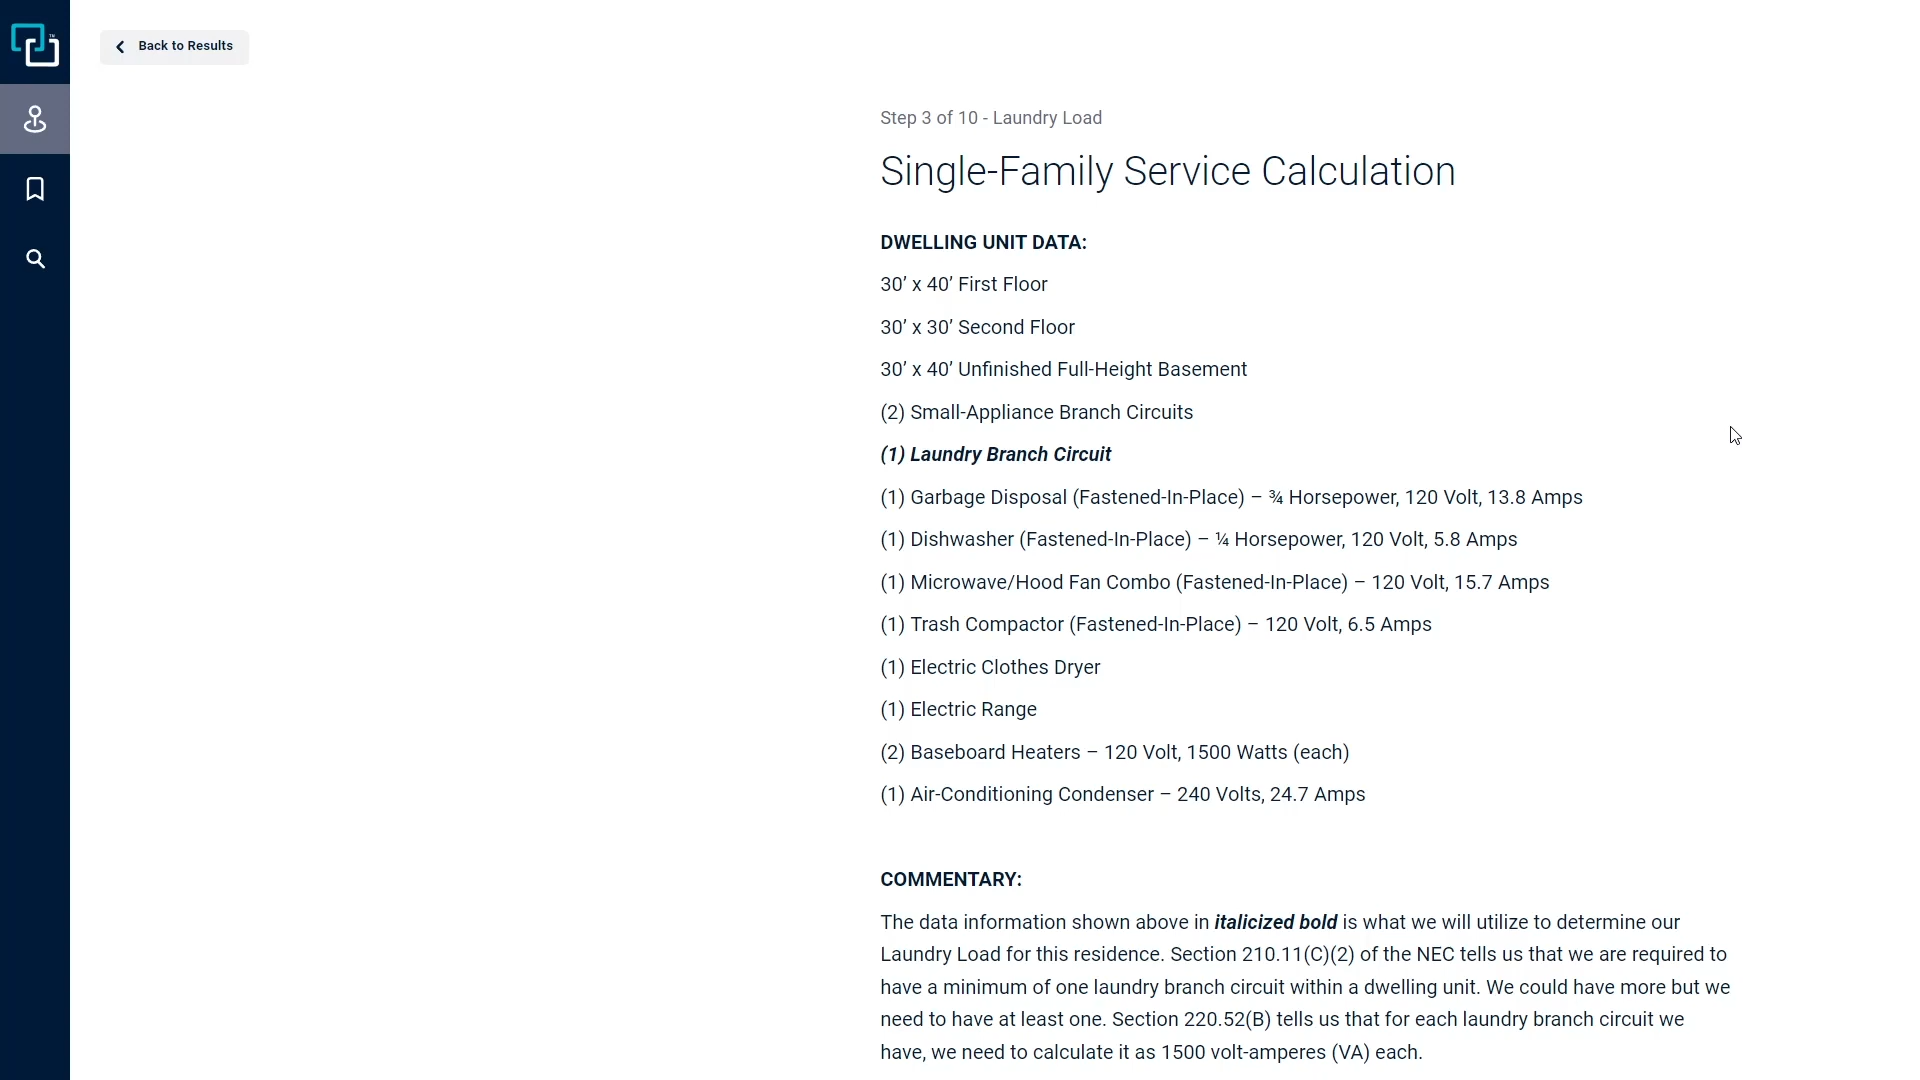 Back to Results
Step 3 of 10 - Laundry Load
Single-Family Service Calculation
DWELLING UNIT DATA:
30’ x 40’ First Floor
30’ x 30’ Second Floor
30’ x 40’ Unfinished Full-Height Basement
(2) Small-Appliance Branch Circuits
(1) Laundry Branch Circuit
(1) Garbage Disposal (Fastened-In-Place) – ¾ Horsepower, 120 Volt, 13.8 Amps
(1) Dishwasher (Fastened-In-Place) – ¼ Horsepower, 120 Volt, 5.8 Amps
(1) Microwave/Hood Fan Combo (Fastened-In-Place) – 120 Volt, 15.7 Amps
(1) Trash Compactor (Fastened-In-Place) – 120 Volt, 6.5 Amps
(1) Electric Clothes Dryer
(1) Electric Range
(2) Baseboard Heaters – 120 Volt, 1500 Watts (each)
(1) Air-Conditioning Condenser – 240 Volts, 24.7 Amps
COMMENTARY:
The data information shown above in italicized bold is what we will utilize to determine our
Laundry Load for this residence. Section 210.11(C)(2) of the NEC tells us that we are required to
have a minimum of one laundry branch circuit within a dwelling unit. We could have more but we
need to have at least one. Section 220.52(B) tells us that for each laundry branch circuit we
have, we need to calculate it as 1500 volt-amperes (VA) each.